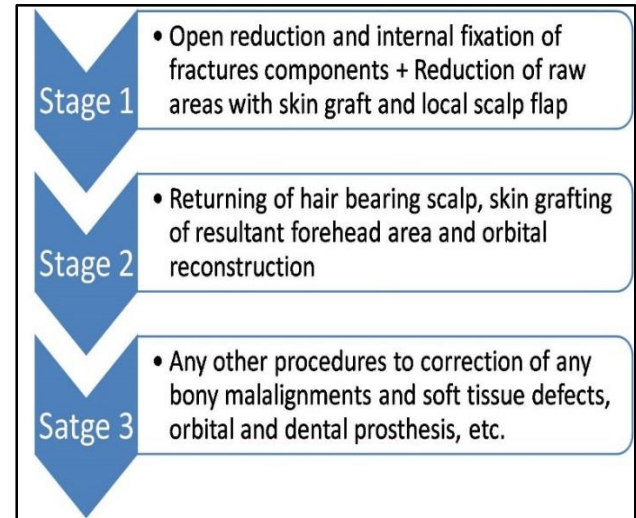 Stage 1
• Open reduction and internal fixation of
fractures components + Reduction of raw
areas with skin graft and local scalp flap
Stage 2
• Returning of hair bearing scalp, skin grafting
of resultant forehead area and orbital
reconstruction
Satge 3
• Any other procedures to correction of any
bony malalignments and soft tissue defects,
orbital and dental prosthesis, etc.